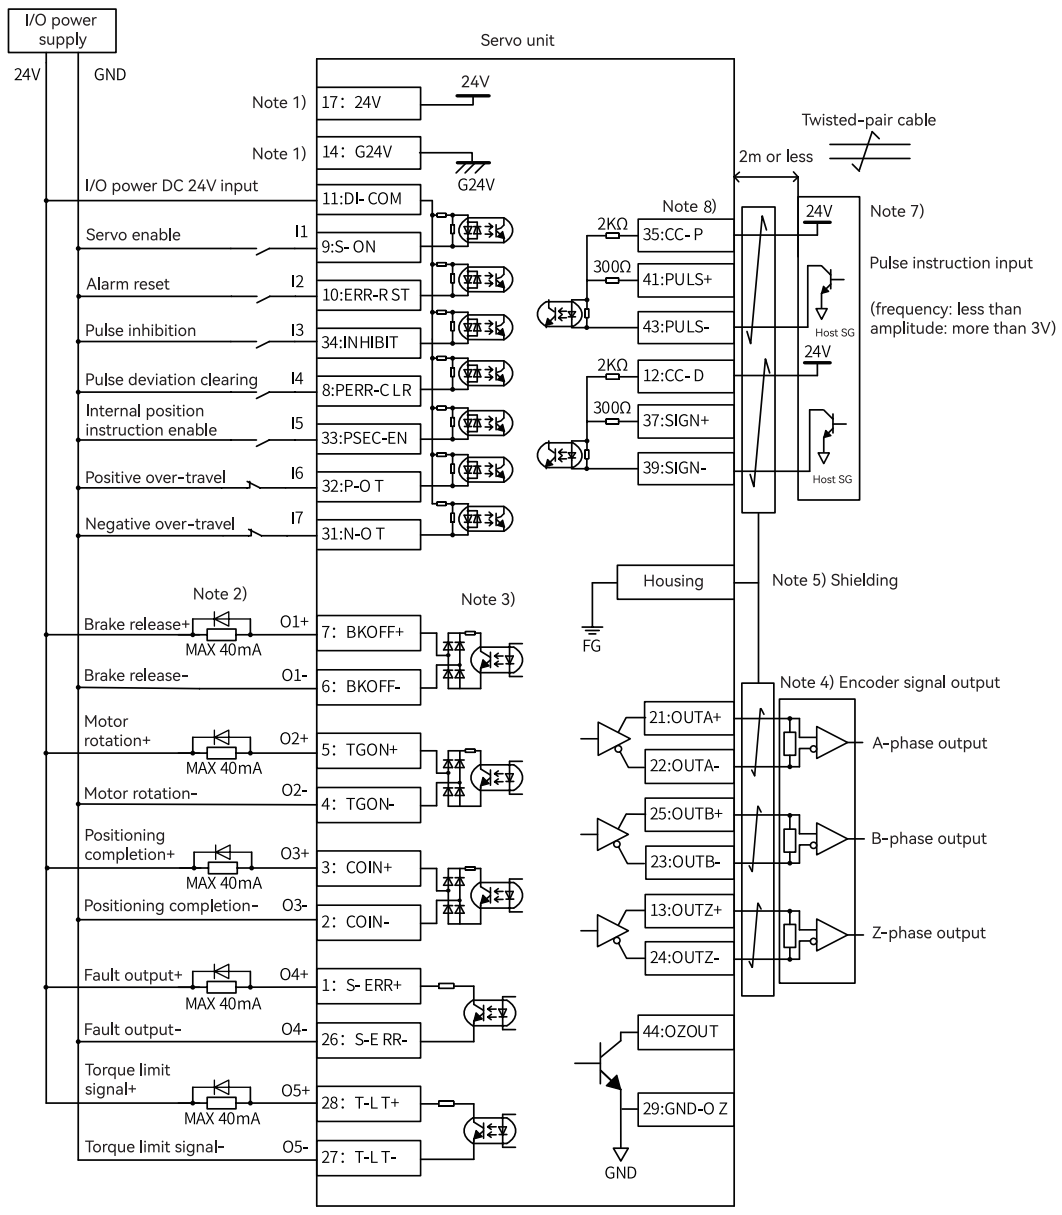 I/O power
supply
24V
GND
Servo unit
Note 1)
17: 24V
24V
Note 1)
14: G24V
G24V
I/O power DC 24V input
11:DI-COM
Servo enable
I1
9:S-ON
Alarm reset
I2
10:ERR-RST
Pulse inhibition
I3
34:INHIBIT
Pulse deviation clearing
I4
8:PERR-CLR
Internal position
instruction enable
I5
33:PSEC-EN
Positive over-travel
I6
32:P-OT
Negative over-travel
I7
31:N-OT
Twisted-pair cable
2m or less
Note 8)
Note 7)
2KΩ
35:CC-P
24V
300Ω
41:PULS+
Pulse instruction input
43:PULS-
Host SG
(frequency: less than
amplitude: more than 3V)
2KΩ
12:CC-D
24V
300Ω
37:SIGN+
39:SIGN-
Host SG
Housing
Note 5) Shielding
FG
Note 2)
Note 3)
Brake release+
MAX 40mA
O1+
7: BKOFF+
Brake release-
O1-
6: BKOFF-
Motor
rotation+
MAX 40mA
O2+
5: TGON+
Motor rotation-
O2-
4: TGON-
Positioning
completion+
MAX 40mA
O3+
3: COIN+
Positioning completion-
O3-
2: COIN-
Fault output+
MAX 40mA
O4+
1: S-ERR+
Fault output-
O4-
26: S-ERR-
Torque limit
signal+
MAX 40mA
O5+
28: T-LT+
Torque limit signal-
O5-
27: T-LT-
Note 4) Encoder signal output
21:OUTA+
22:OUTA-
A-phase output
25:OUTB+
23:OUTB-
B-phase output
13:OUTZ+
24:OUTZ-
Z-phase output
44:OZOUT
29:GND-OZ
GND